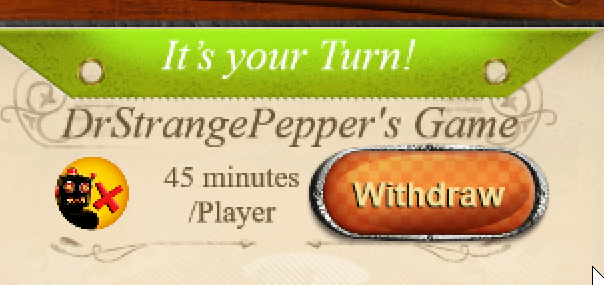 It's your Turn!
DrStrangePepper's Game
45 minutes
/Player
Withdraw